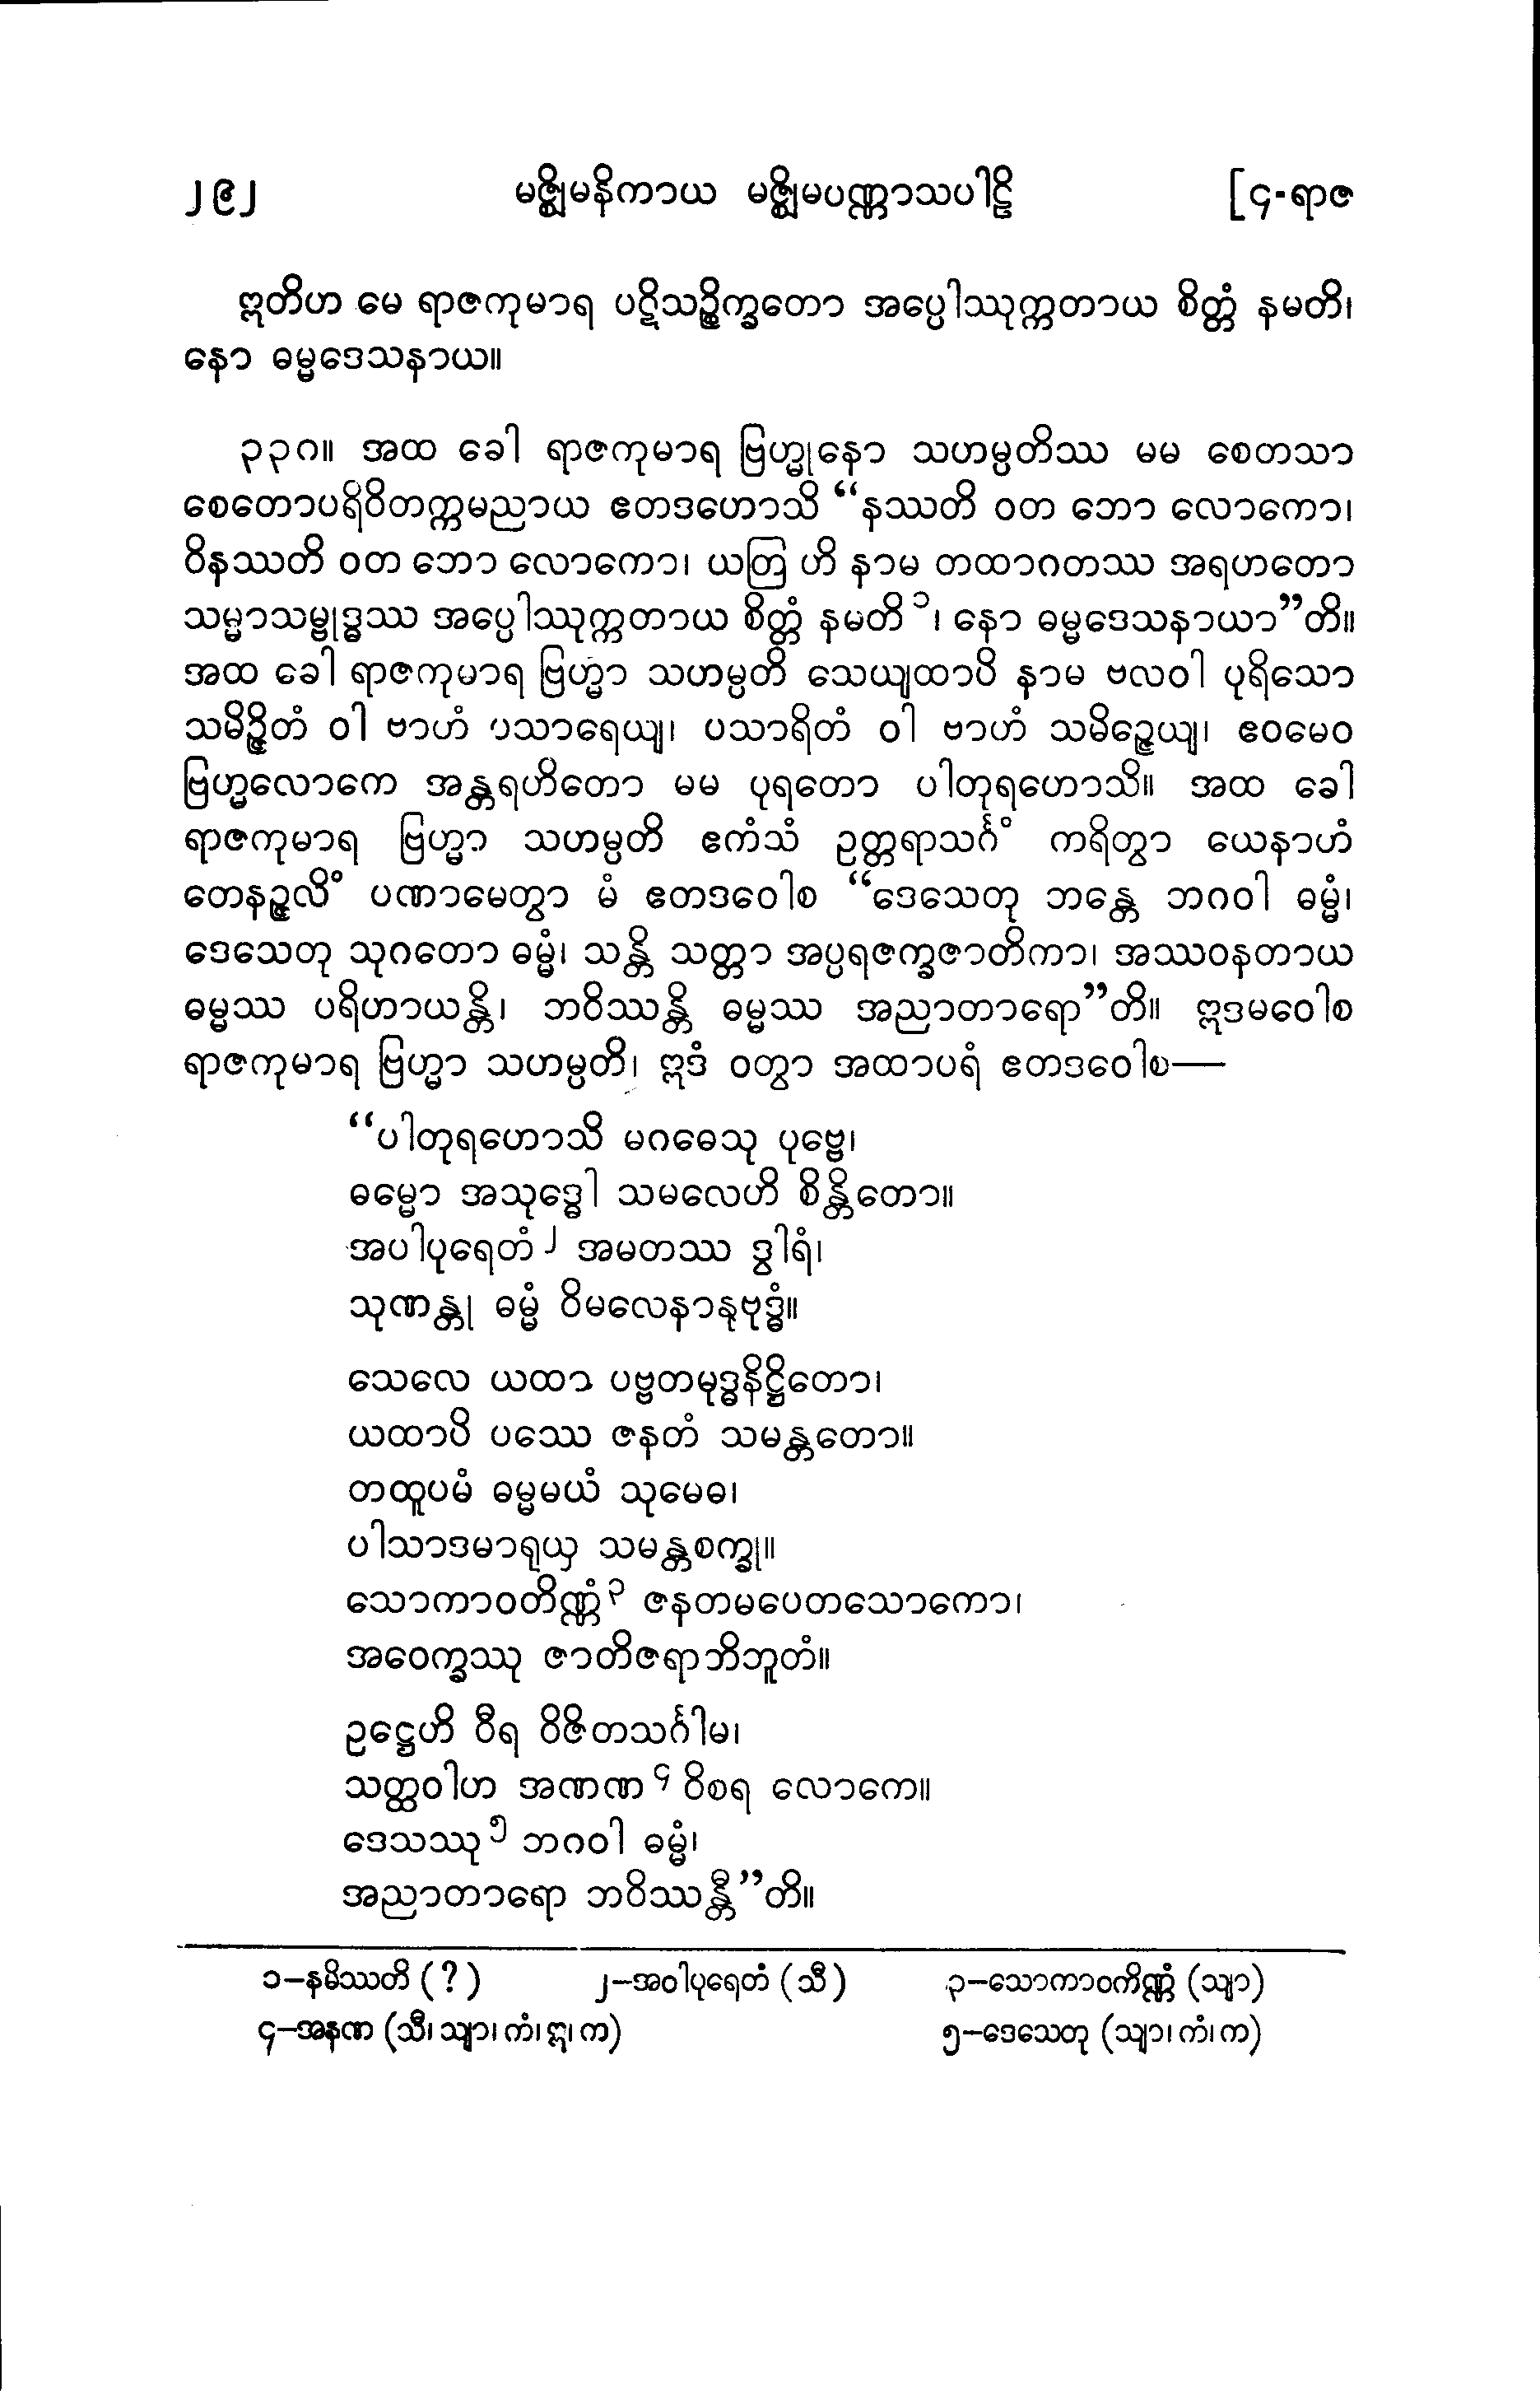 ၂၉၂ မဇ္ဈိမနိကာယ မဇ္ဈိမပဏ္ဏာသပါဠိ [၄-ရာဇ
ဣတိဟ မေ ရာဇကုမာရ ပဋိသဉ္စိက္ခတော အပ္ပေါဿုက္ကတာယ စိတ္တံ နမတိ၊
နော ဓမ္မဒေသနာယ။
၃၃၈။ အထ ခေါ ရာဇကုမာရ ဗြဟ္မုနော သဟမ္ပတိဿ မမ စေတသာ
စေတောပရိဝိတက္ကမညာယ ဧတဒဟောသိ “နဿတိ ဝတ ဘော လောကော၊
ဝိနဿတိ ဝတ ဘော လောကော၊ ယတြ ဟိ နာမ တထာဂတဿ အရဟတော
သမ္မာသမ္ဗုဒ္ဓဿ အပ္ပေါဿုက္ကတာယ စိတ္တံ နမတိ ၁၊ နော ဓမ္မဒေသနာယာ”တိ။
အထ ခေါ ရာဇကုမာရ ဗြဟ္မာ သဟမ္ပတိ သေယျထာပိ နာမ ဗလဝါ ပုရိသော
သမိဉ္ဇိတံ ဝါ ဗာဟံ ပသာရေယျ၊ ပသာရိတံ ဝါ ဗာဟံ သမိဉ္ဇေယျ၊ ဧဝမေဝ
ဗြဟ္မလောကေ အန္တရဟိတော မမ ပုရတော ပါတုရဟောသိ။ အထ ခေါ
ရာဇကုမာရ ဗြဟ္မာ သဟမ္ပတိ ဧကံသံ ဥတ္တရာသင်္ဂံ ကရိတွာ ယေနာဟံ
တေနဉ္ဇလိံ ပဏာမေတွာ မံ ဧတဒဝေါစ “ဒေသေတု ဘန္တေ ဘဂဝါ ဓမ္မံ၊
ဒေသေတု သုဂတော ဓမ္မံ၊ သန္တိ သတ္တာ အပ္ပရဇက္ခဇာတိကာ၊ အဿဝနတာယ
ဓမ္မဿ ပရိဟာယန္တိ၊ ဘဝိဿန္တိ ဓမ္မဿ အညာတာရော”တိ။ ဣဒမဝေါစ
ရာဇကုမာရ ဗြဟ္မာ သဟမ္ပတိ၊ ဣဒံ ဝတွာ အထာပရံ ဧတဒဝေါစ—
“ပါတုရဟောသိ မဂဓေသု ပုဗ္ဗေ၊
ဓမ္မော အသုဒ္ဓေါ သမလေဟိ စိန္တိတော။
အပါပုရေတံ ၂ အမတဿ ဒွါရံ၊
သုဏန္တု ဓမ္မံ ဝိမလေနာနုဗုဒ္ဓံ။
သေလေ ယထာ ပဗ္ဗတမုဒ္ဓနိဋ္ဌိတော၊
ယထာပိ ပဿေ ဇနတံ သမန္တတော။
တထူပမံ ဓမ္မမယံ သုမေဓ၊
ပါသာဒမာရုယှ သမန္တစက္ခု။
သောကာဝတိဏ္ဏံ ၃ ဇနတမပေတသောကော၊
အဝေက္ခဿု ဇာတိဇရာဘိဘူတံ။
ဥဋ္ဌေဟိ ဝီရ ဝိဇိတသင်္ဂါမ၊
သတ္ထဝါဟ အဏဏ ၄ ဝိစရ လောကေ။
ဒေသဿု ၅ ဘဂဝါ ဓမ္မံ၊
အညာတာရော ဘဝိဿန္တီ”တိ။
၁–နမိဿတိ (?) ၂–အဝါပုရေတံ (သီ) ၃–သောကာဝကိဏ္ဏံ (သျာ)
၄–အနဏ (သီ၊ သျာ၊ ကံ၊ ဣ၊ က) ၅–ဒေသေတု (သျာ၊ ကံ၊ က)